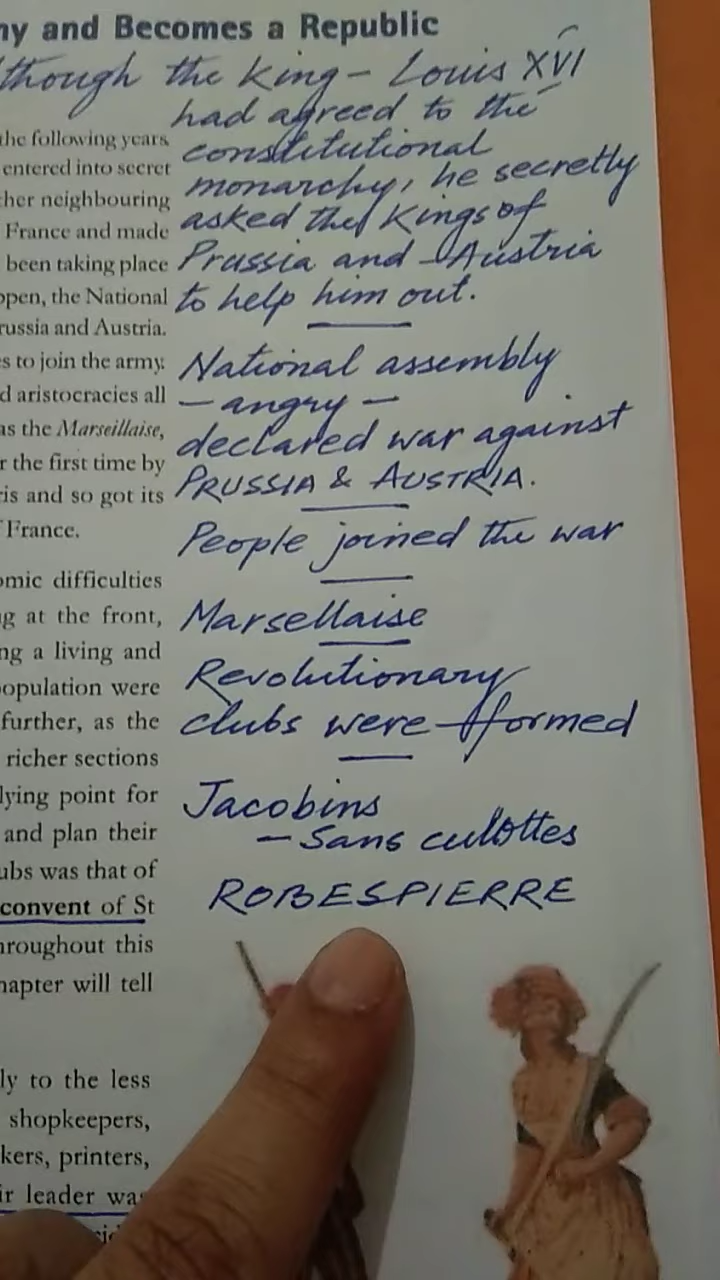 ny and Becomes a Republic
though the king - Louis XVI
had agreed to the
constitutional
monarchy, he secretly
asked the Kings of
Prussia and Austria
to help him out.
National assembly
- angry -
declared war against
PRUSSIA & AUSTRIA.
People joined the war
Marsellaise
Revolutionary
clubs were formed
Jacobins
- Sans culottes
ROBESPIERRE
the following years
entered into secret
her neighbouring
France and made
been taking place
open, the National
russia and Austria.
s to join the army.
d aristocracies all
as the Marseillaise,
r the first time by
ris and so got its
France.
omic difficulties
g at the front,
ng a living and
opulation were
further, as the
richer sections
lying point for
and plan their
ubs was that of
convent of St
hroughout this
hapter will tell
ly to the less
shopkeepers,
kers, printers,
ir leader was